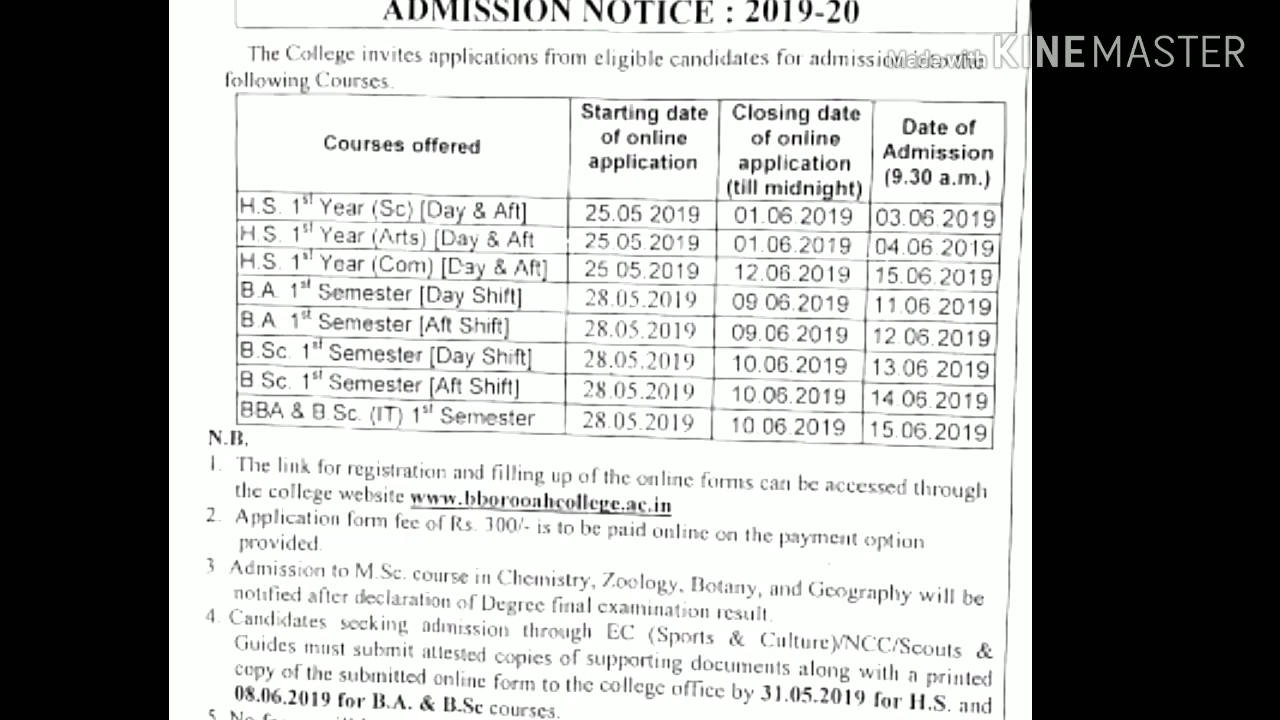 ADMISSION NOTICE : 2019-20
Made with KINEMASTER
The College invites applications from eligible candidates for admission into the
following Courses.
Courses offered Starting date of online application Closing date of online application (till midnight) Date of Admission (9.30 a.m.)
H.S. 1st Year (Sc) [Day & Aft] 25.05 2019 01.06.2019 03.06 2019
H.S. 1st Year (Arts) [Day & Aft 25.05.2019 01.06.2019 04.06 2019
H.S. 1st Year (Com) [Day & Aft] 25 05.2019 12.06.2019 15.06.2019
B.A. 1st Semester [Day Shift] 28.05.2019 09 06.2019 11.06 2019
B A 1st Semester [Aft Shift] 28.05.2019 09.06.2019 12.06 2019
B.Sc. 1st Semester [Day Shift] 28.05.2019 10.06.2019 13.06 2019
B Sc. 1st Semester [Aft Shift] 28.05.2019 10.06.2019 14 06.2019
BBA & B Sc. (IT) 1st Semester 28.05.2019 10 06.2019 15.06.2019
N.B.
1. The link for registration and filling up of the online forms can be accessed through
the college website www.bborooahcollege.ac.in
2. Application form fee of Rs. 300/- is to be paid online on the payment option
provided.
3 Admission to M.Sc. course in Chemistry, Zoology, Botany, and Geography will be
notified after declaration of Degree final examination result.
4. Candidates seeking admission through EC (Sports & Culture)/NCC/Scouts &
Guides must submit attested copies of supporting documents along with a printed
copy of the submitted online form to the college office by 31.05.2019 for H.S. and
08.06.2019 for B.A. & B.Sc courses.
5. No